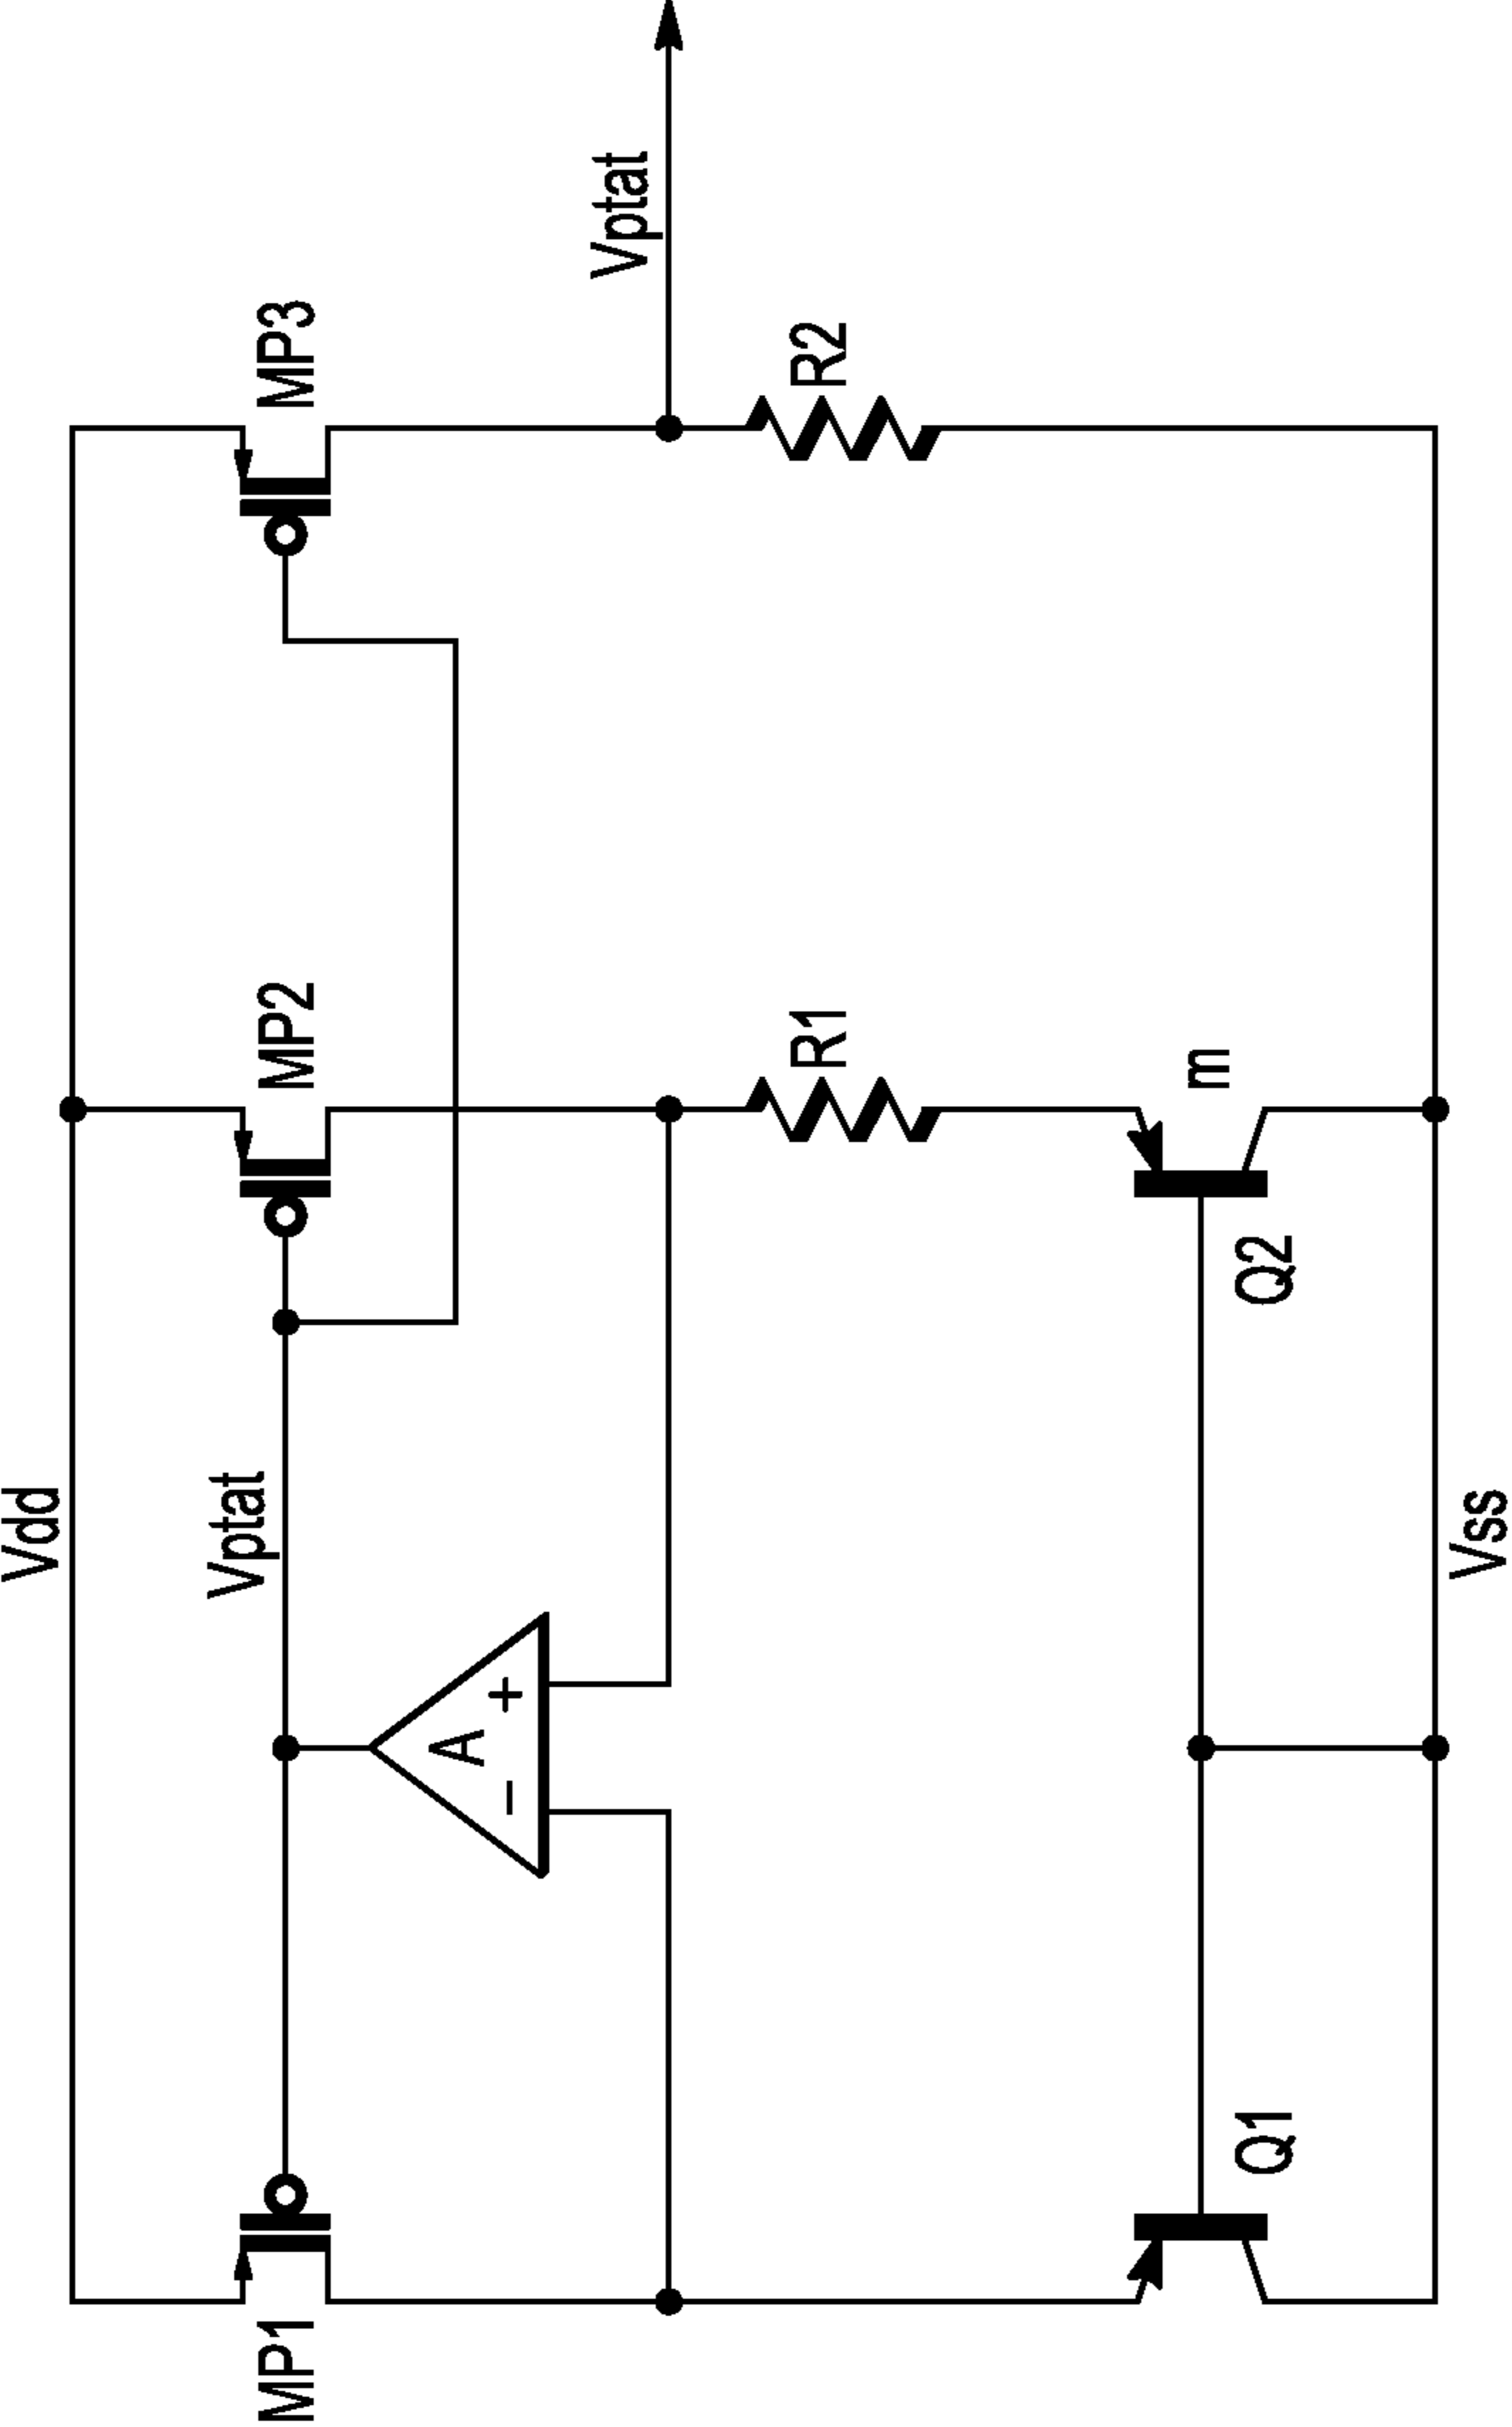 Vdd
Vptat
MP1
MP2
MP3
A
− +
Vptat
R1
R2
m
Q1
Q2
Vss